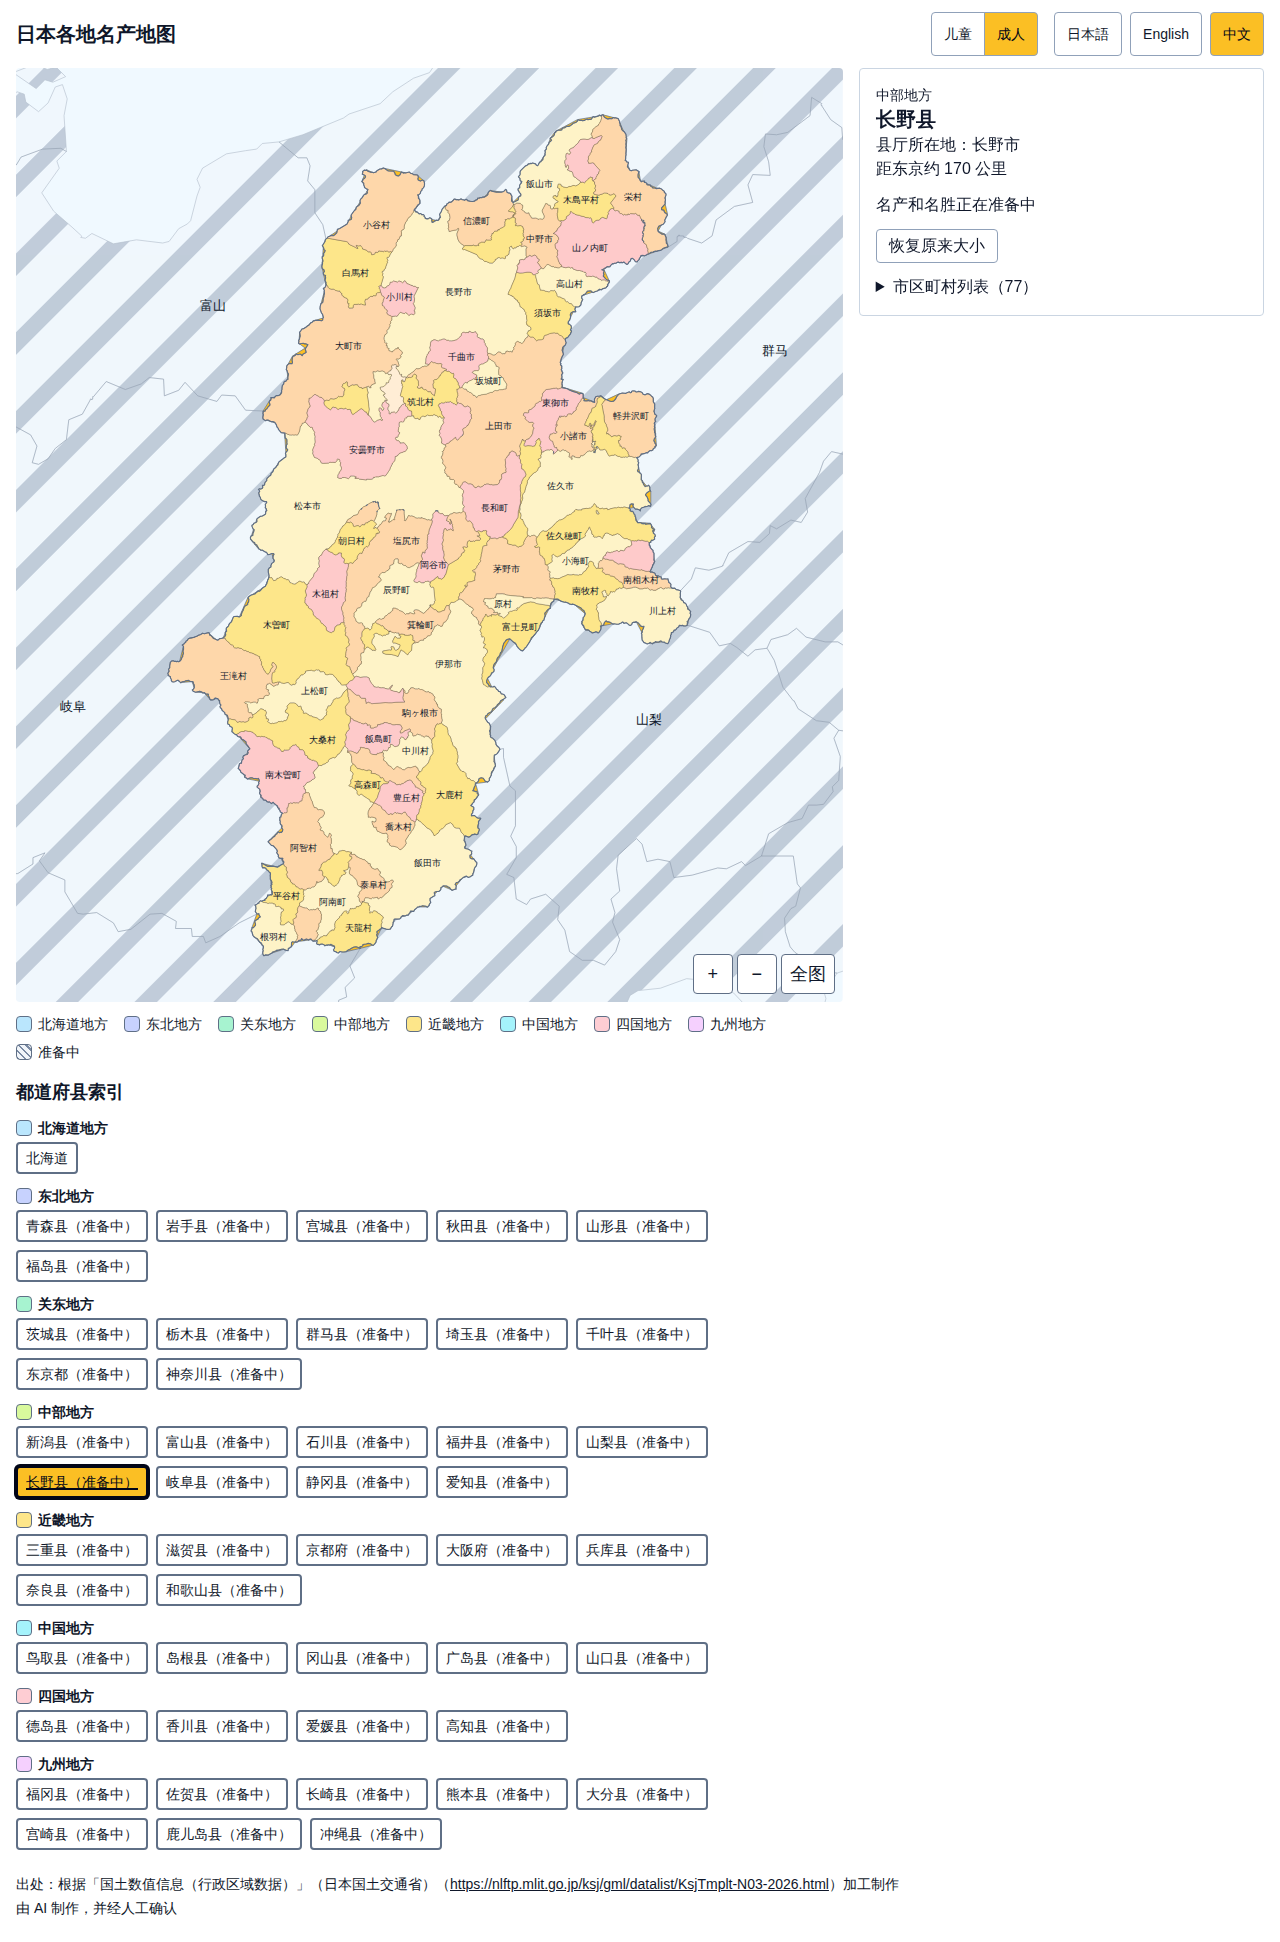 日本各地名产地图
儿童 成人 日本語 English 中文
中部地方
长野县
县厅所在地：长野市
距东京约 170 公里
名产和名胜正在准备中
恢复原来大小
▶ 市区町村列表（77）
飯山市
木島平村
栄村
小谷村
信濃町
中野市
山ノ内町
白馬村
小川村
長野市
高山村
富山
須坂市
大町市
千曲市
群马
坂城町
筑北村
東御市
軽井沢町
上田市
小諸市
安曇野市
佐久市
松本市
長和町
朝日村
塩尻市
佐久穂町
岡谷市
小海町
茅野市
南相木村
木祖村
辰野町
南牧村
原村
川上村
木曽町
箕輪町
富士見町
伊那市
王滝村
上松町
岐阜
駒ヶ根市
山梨
大桑村
飯島町
中川村
南木曽町
高森町
豊丘村
大鹿村
喬木村
阿智村
飯田市
泰阜村
平谷村
阿南町
天龍村
根羽村
+ − 全图
北海道地方 东北地方 关东地方 中部地方 近畿地方 中国地方 四国地方 九州地方
准备中
都道府县索引
北海道地方
北海道
东北地方
青森县（准备中） 岩手县（准备中） 宫城县（准备中） 秋田县（准备中） 山形县（准备中）
福岛县（准备中）
关东地方
茨城县（准备中） 栃木县（准备中） 群马县（准备中） 埼玉县（准备中） 千叶县（准备中）
东京都（准备中） 神奈川县（准备中）
中部地方
新潟县（准备中） 富山县（准备中） 石川县（准备中） 福井县（准备中） 山梨县（准备中）
长野县（准备中） 岐阜县（准备中） 静冈县（准备中） 爱知县（准备中）
近畿地方
三重县（准备中） 滋贺县（准备中） 京都府（准备中） 大阪府（准备中） 兵库县（准备中）
奈良县（准备中） 和歌山县（准备中）
中国地方
鸟取县（准备中） 岛根县（准备中） 冈山县（准备中） 广岛县（准备中） 山口县（准备中）
四国地方
德岛县（准备中） 香川县（准备中） 爱媛县（准备中） 高知县（准备中）
九州地方
福冈县（准备中） 佐贺县（准备中） 长崎县（准备中） 熊本县（准备中） 大分县（准备中）
宫崎县（准备中） 鹿儿岛县（准备中） 冲绳县（准备中）
出处：根据「国土数值信息（行政区域数据）」（日本国土交通省）（https://nlftp.mlit.go.jp/ksj/gml/datalist/KsjTmplt-N03-2026.html）加工制作
由 AI 制作，并经人工确认